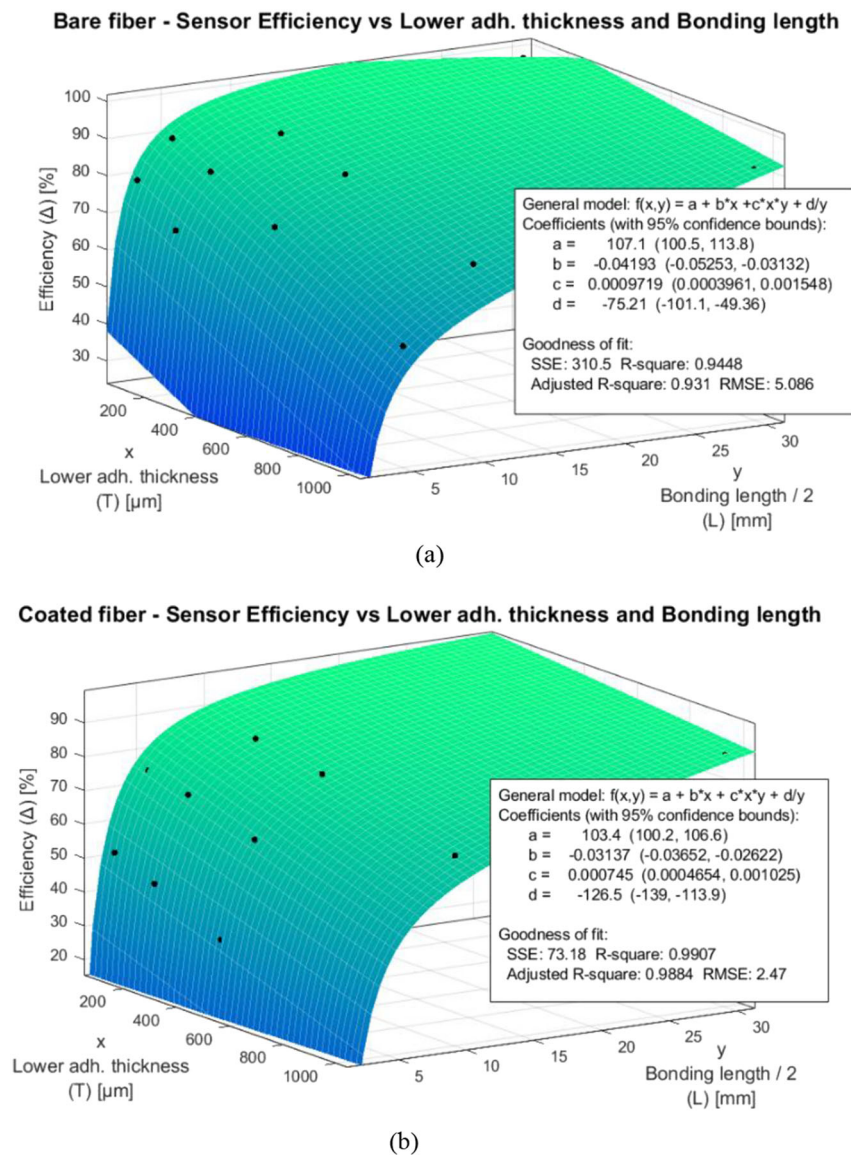 Bare fiber - Sensor Efficiency vs Lower adh. thickness and Bonding length
100
90
80
70
60
50
40
30
Efficiency (Δ) [%]
200
400
600
800
1000
x
Lower adh. thickness
(T) [µm]
5
10
15
20
25
30
y
Bonding length / 2
(L) [mm]
General model: f(x,y) = a + b*x +c*x*y + d/y
Coefficients (with 95% confidence bounds):
a = 107.1 (100.5, 113.8)
b = -0.04193 (-0.05253, -0.03132)
c = 0.0009719 (0.0003961, 0.001548)
d = -75.21 (-101.1, -49.36)
Goodness of fit:
SSE: 310.5 R-square: 0.9448
Adjusted R-square: 0.931 RMSE: 5.086
(a)
Coated fiber - Sensor Efficiency vs Lower adh. thickness and Bonding length
90
80
70
60
50
40
30
20
Efficiency (Δ) [%]
200
400
600
800
1000
x
Lower adh. thickness
(T) [µm]
5
10
15
20
25
30
y
Bonding length / 2
(L) [mm]
General model: f(x,y) = a + b*x + c*x*y + d/y
Coefficients (with 95% confidence bounds):
a = 103.4 (100.2, 106.6)
b = -0.03137 (-0.03652, -0.02622)
c = 0.000745 (0.0004654, 0.001025)
d = -126.5 (-139, -113.9)
Goodness of fit:
SSE: 73.18 R-square: 0.9907
Adjusted R-square: 0.9884 RMSE: 2.47
(b)